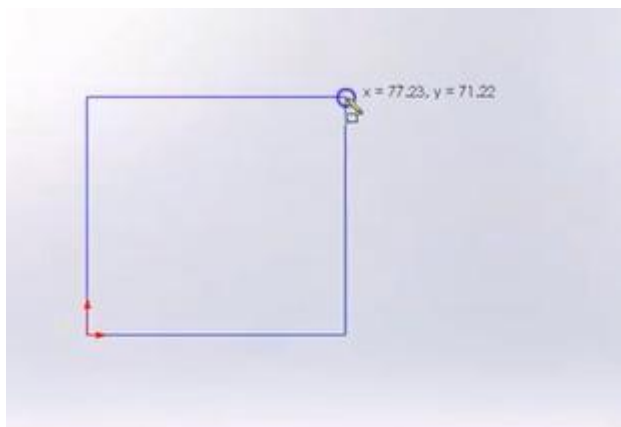 x = 77.23, y = 71.22